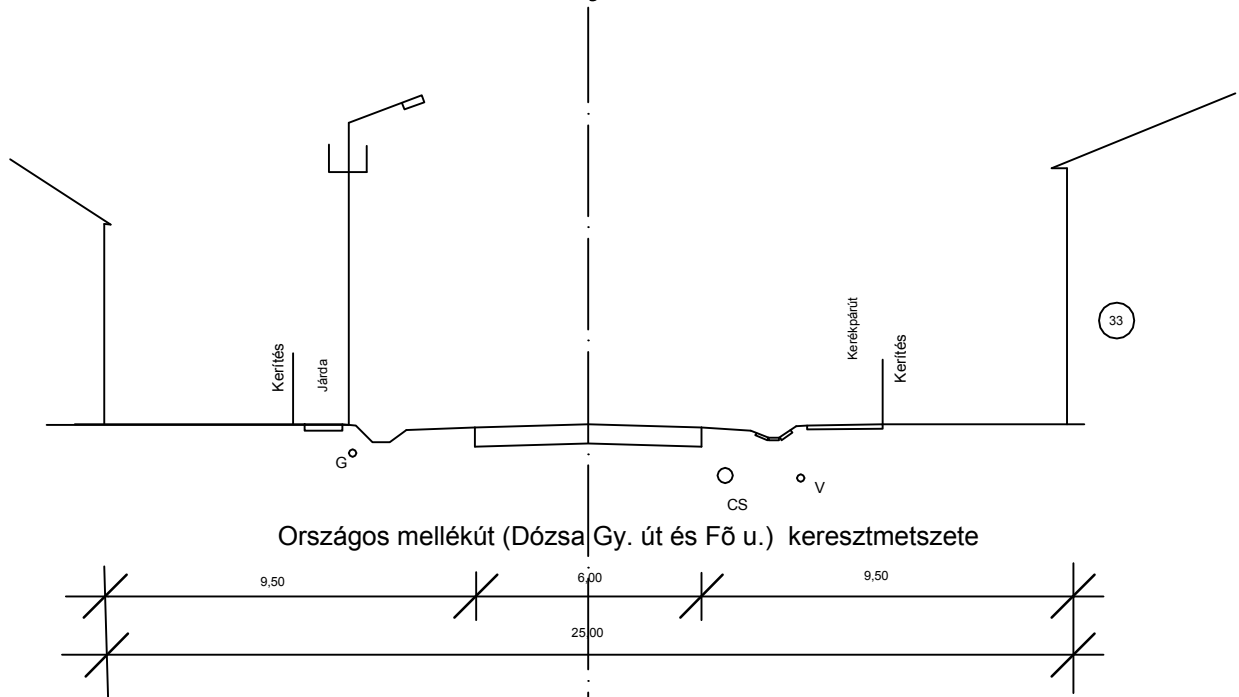 Kerítés
Járda
Kerékpárút
Kerítés
33
G
CS
V
Országos mellékút (Dózsa Gy. út és Fõ u.) keresztmetszete
9,50
6,00
9,50
25,00